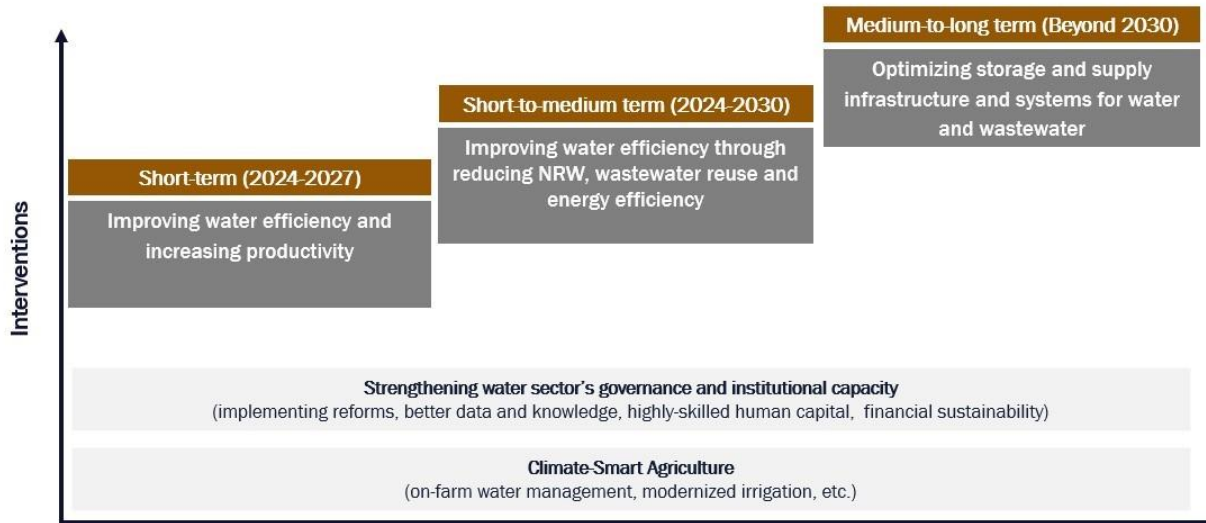 Medium-to-long term (Beyond 2030)
Optimizing storage and supply
infrastructure and systems for water
and wastewater
Short-to-medium term (2024-2030)
Improving water efficiency through
reducing NRW, wastewater reuse and
energy efficiency
Short-term (2024-2027)
Improving water efficiency and
increasing productivity
Interventions
Strengthening water sector's governance and institutional capacity
(implementing reforms, better data and knowledge, highly-skilled human capital, financial sustainability)
Climate-Smart Agriculture
(on-farm water management, modernized irrigation, etc.)